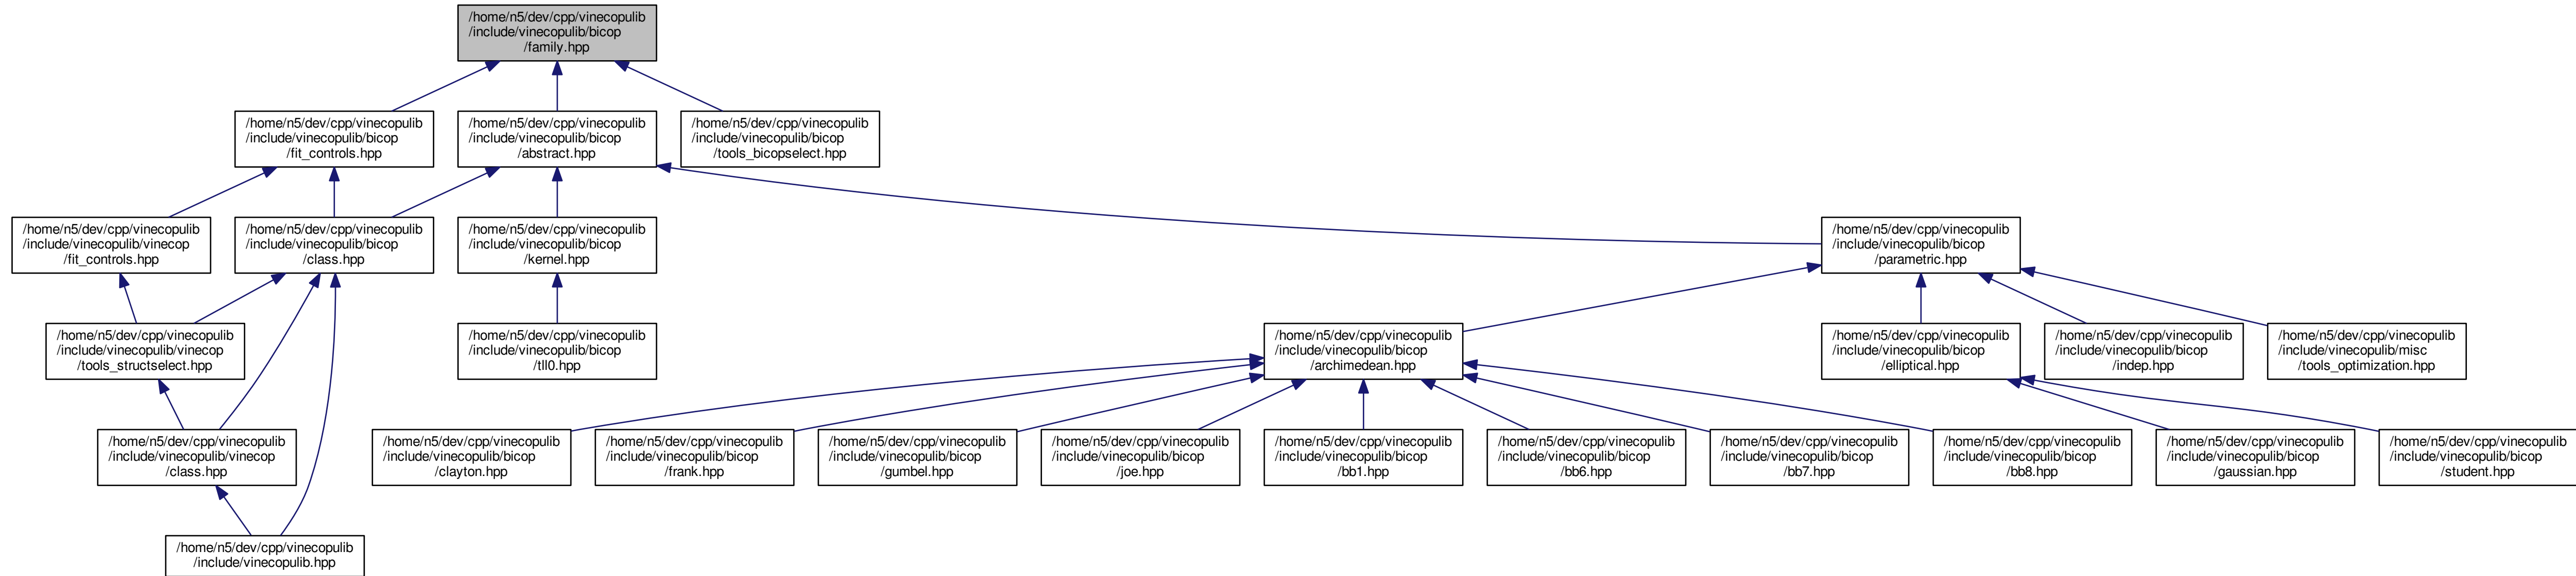 /home/n5/dev/cpp/vinecopulib
/include/vinecopulib/bicop
/family.hpp
/home/n5/dev/cpp/vinecopulib
/include/vinecopulib/bicop
/fit_controls.hpp
/home/n5/dev/cpp/vinecopulib
/include/vinecopulib/bicop
/abstract.hpp
/home/n5/dev/cpp/vinecopulib
/include/vinecopulib/bicop
/tools_bicopselect.hpp
/home/n5/dev/cpp/vinecopulib
/include/vinecopulib/vinecop
/fit_controls.hpp
/home/n5/dev/cpp/vinecopulib
/include/vinecopulib/bicop
/class.hpp
/home/n5/dev/cpp/vinecopulib
/include/vinecopulib/bicop
/kernel.hpp
/home/n5/dev/cpp/vinecopulib
/include/vinecopulib/bicop
/parametric.hpp
/home/n5/dev/cpp/vinecopulib
/include/vinecopulib/vinecop
/tools_structselect.hpp
/home/n5/dev/cpp/vinecopulib
/include/vinecopulib/bicop
/tll0.hpp
/home/n5/dev/cpp/vinecopulib
/include/vinecopulib/bicop
/archimedean.hpp
/home/n5/dev/cpp/vinecopulib
/include/vinecopulib/bicop
/elliptical.hpp
/home/n5/dev/cpp/vinecopulib
/include/vinecopulib/bicop
/indep.hpp
/home/n5/dev/cpp/vinecopulib
/include/vinecopulib/misc
/tools_optimization.hpp
/home/n5/dev/cpp/vinecopulib
/include/vinecopulib/vinecop
/class.hpp
/home/n5/dev/cpp/vinecopulib
/include/vinecopulib/bicop
/clayton.hpp
/home/n5/dev/cpp/vinecopulib
/include/vinecopulib/bicop
/frank.hpp
/home/n5/dev/cpp/vinecopulib
/include/vinecopulib/bicop
/gumbel.hpp
/home/n5/dev/cpp/vinecopulib
/include/vinecopulib/bicop
/joe.hpp
/home/n5/dev/cpp/vinecopulib
/include/vinecopulib/bicop
/bb1.hpp
/home/n5/dev/cpp/vinecopulib
/include/vinecopulib/bicop
/bb6.hpp
/home/n5/dev/cpp/vinecopulib
/include/vinecopulib/bicop
/bb7.hpp
/home/n5/dev/cpp/vinecopulib
/include/vinecopulib/bicop
/bb8.hpp
/home/n5/dev/cpp/vinecopulib
/include/vinecopulib/bicop
/gaussian.hpp
/home/n5/dev/cpp/vinecopulib
/include/vinecopulib/bicop
/student.hpp
/home/n5/dev/cpp/vinecopulib
/include/vinecopulib.hpp